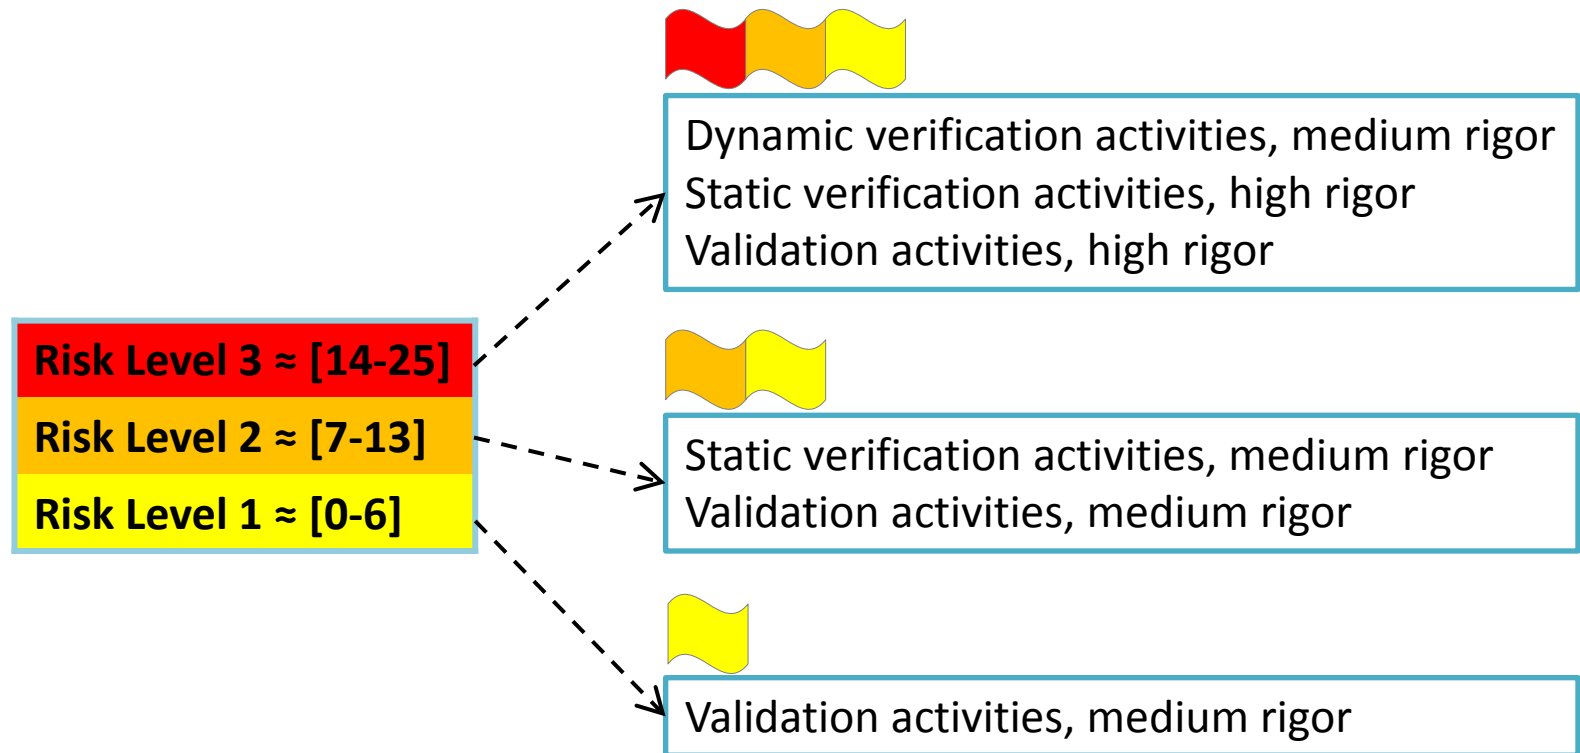 Dynamic verification activities, medium rigor
Static verification activities, high rigor
Validation activities, high rigor
Risk Level 3 ≈ [14-25]
Risk Level 2 ≈ [7-13]
Risk Level 1 ≈ [0-6]
Static verification activities, medium rigor
Validation activities, medium rigor
Validation activities, medium rigor